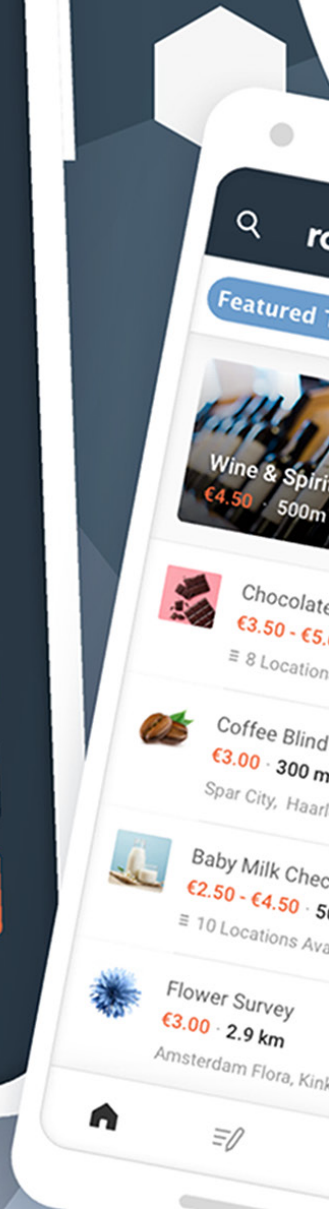 ro
Featured
Wine & Spiri
€4.50 · 500m
Chocolate
€3.50 - €5.
8 Location
Coffee Blind
€3.00 · 300 m
Spar City, Haarl
Baby Milk Chec
€2.50 - €4.50 ·
10 Locations Ava
Flower Survey
€3.00 · 2.9 km
Amsterdam Flora, Kink